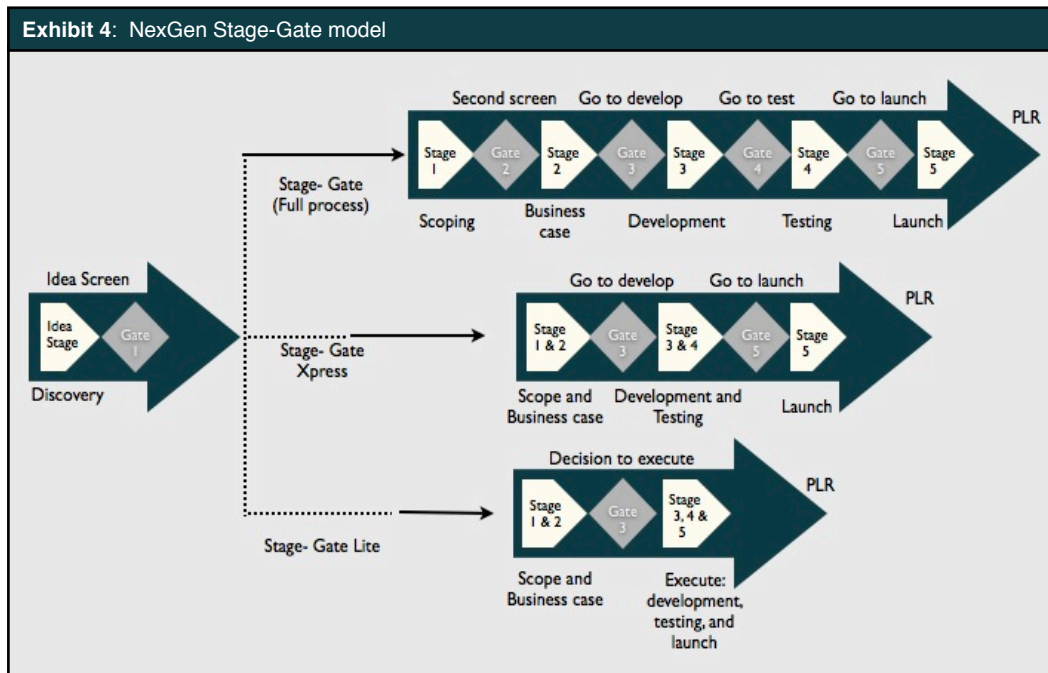 Exhibit 4: NexGen Stage-Gate model
Second screen
Go to develop
Go to test
Go to launch
PLR
Stage
1
Gate
2
Stage
2
Gate
3
Stage
3
Gate
4
Stage
4
Gate
5
Stage
5
Stage- Gate
(Full process)
Scoping
Business
case
Development
Testing
Launch
Idea Screen
Idea
Stage
Gate
1
Discovery
Go to develop
Go to launch
PLR
Stage
1 & 2
Gate
3
Stage
3 & 4
Gate
5
Stage
5
Stage- Gate
Xpress
Scope and
Business case
Development and
Testing
Launch
Decision to execute
PLR
Stage
1 & 2
Gate
3
Stage
3, 4 &
5
Stage- Gate Lite
Scope and
Business case
Execute:
development,
testing, and
launch